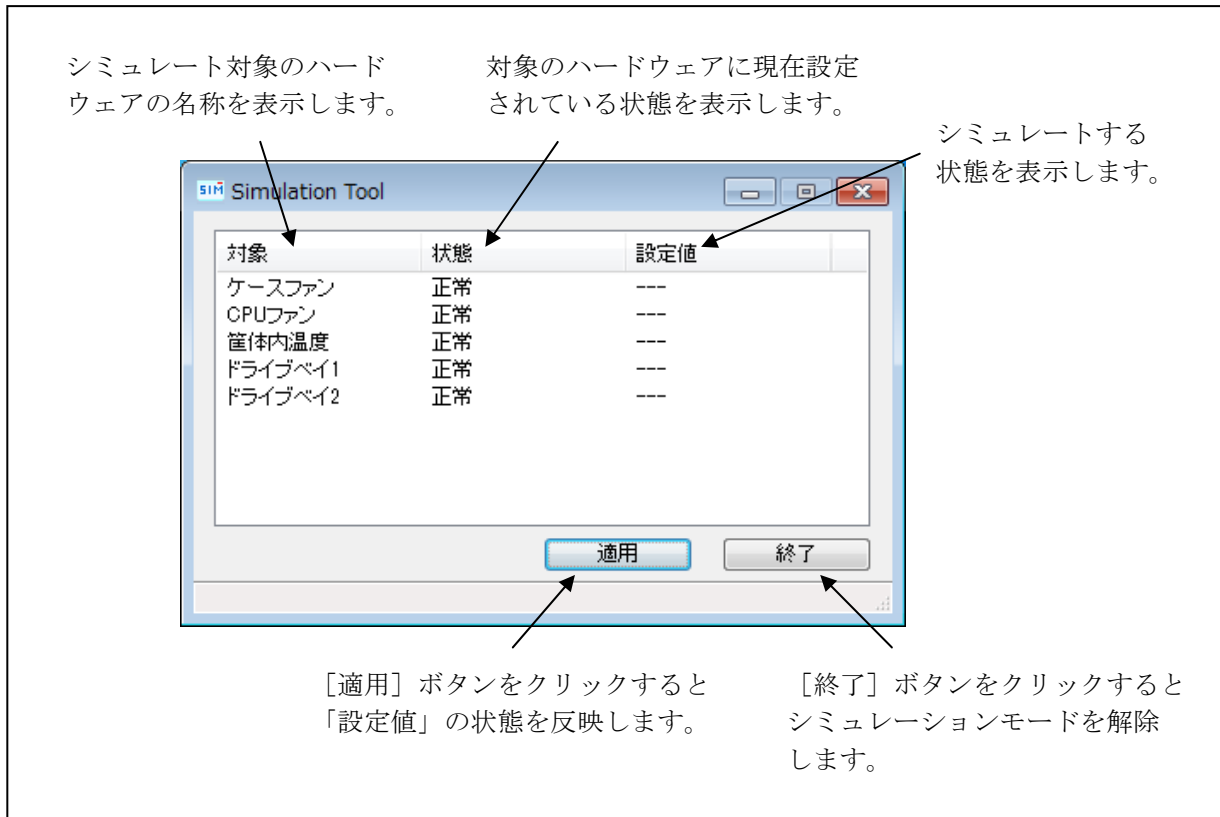 シミュレート対象のハード
ウェアの名称を表示します。
対象のハードウェアに現在設定
されている状態を表示します。
シミュレートする
状態を表示します。
SIM Simulation Tool
対象 状態 設定値
ケースファン 正常 ---
CPUファン 正常 ---
筐体内温度 正常 ---
ドライブベイ1 正常 ---
ドライブベイ2 正常 ---
適用 終了
［適用］ボタンをクリックすると
「設定値」の状態を反映します。
［終了］ボタンをクリックすると
シミュレーションモードを解除
します。